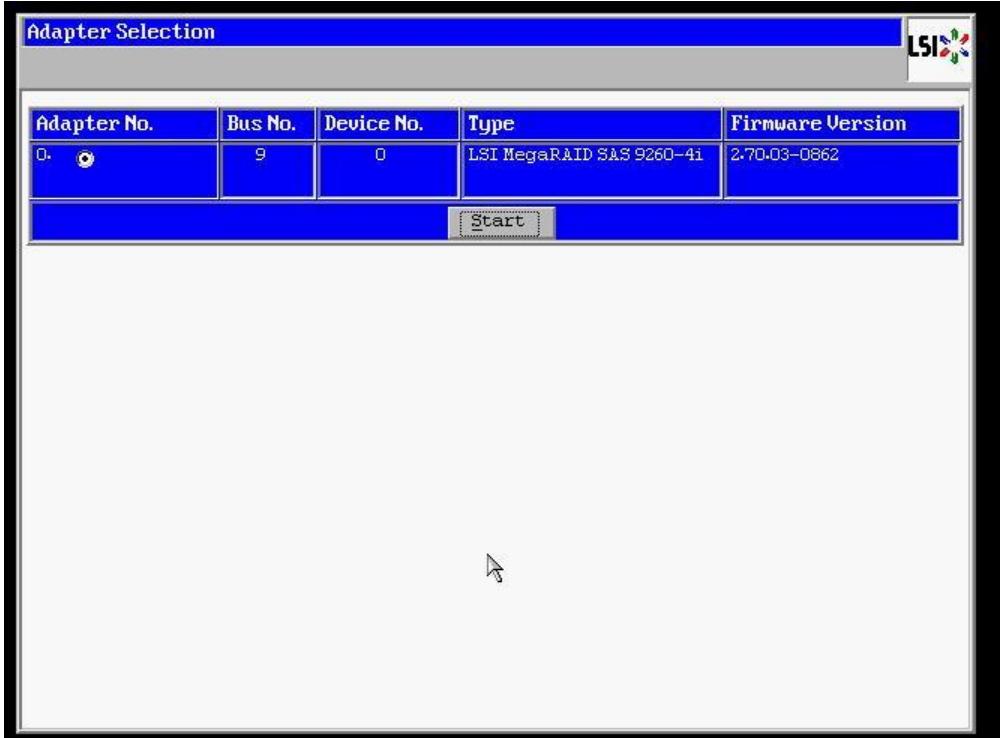 Adapter Selection
LSI
Adapter No. Bus No. Device No. Type Firmware Version
0. 9 0 LSI MegaRAID SAS 9260-4i 2.70.03-0862
Start